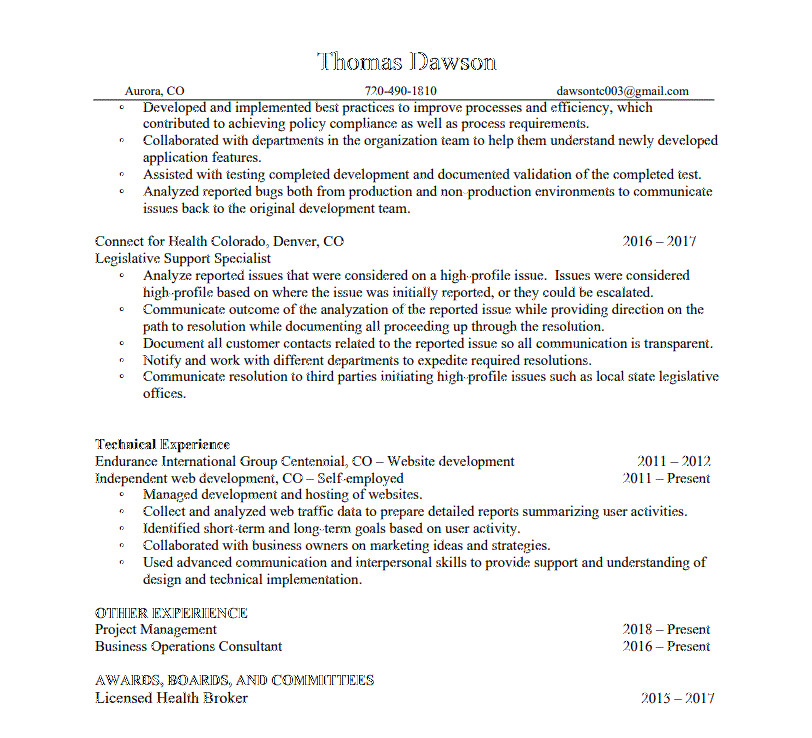 Thomas Dawson
Aurora, CO 720-490-1810 dawsontc003@gmail.com
◦ Developed and implemented best practices to improve processes and efficiency, which
contributed to achieving policy compliance as well as process requirements.
◦ Collaborated with departments in the organization team to help them understand newly developed
application features.
◦ Assisted with testing completed development and documented validation of the completed test.
◦ Analyzed reported bugs both from production and non-production environments to communicate
issues back to the original development team.
Connect for Health Colorado, Denver, CO 2016 – 2017
Legislative Support Specialist
◦ Analyze reported issues that were considered on a high-profile issue. Issues were considered
high-profile based on where the issue was initially reported, or they could be escalated.
◦ Communicate outcome of the analyzation of the reported issue while providing direction on the
path to resolution while documenting all proceeding up through the resolution.
◦ Document all customer contacts related to the reported issue so all communication is transparent.
◦ Notify and work with different departments to expedite required resolutions.
◦ Communicate resolution to third parties initiating high-profile issues such as local state legislative
offices.
Technical Experience
Endurance International Group Centennial, CO – Website development 2011 – 2012
Independent web development, CO – Self-employed 2011 – Present
◦ Managed development and hosting of websites.
◦ Collect and analyzed web traffic data to prepare detailed reports summarizing user activities.
◦ Identified short-term and long-term goals based on user activity.
◦ Collaborated with business owners on marketing ideas and strategies.
◦ Used advanced communication and interpersonal skills to provide support and understanding of
design and technical implementation.
OTHER EXPERIENCE
Project Management 2018 – Present
Business Operations Consultant 2016 – Present
AWARDS, BOARDS, AND COMMITTEES
Licensed Health Broker 2015 – 2017